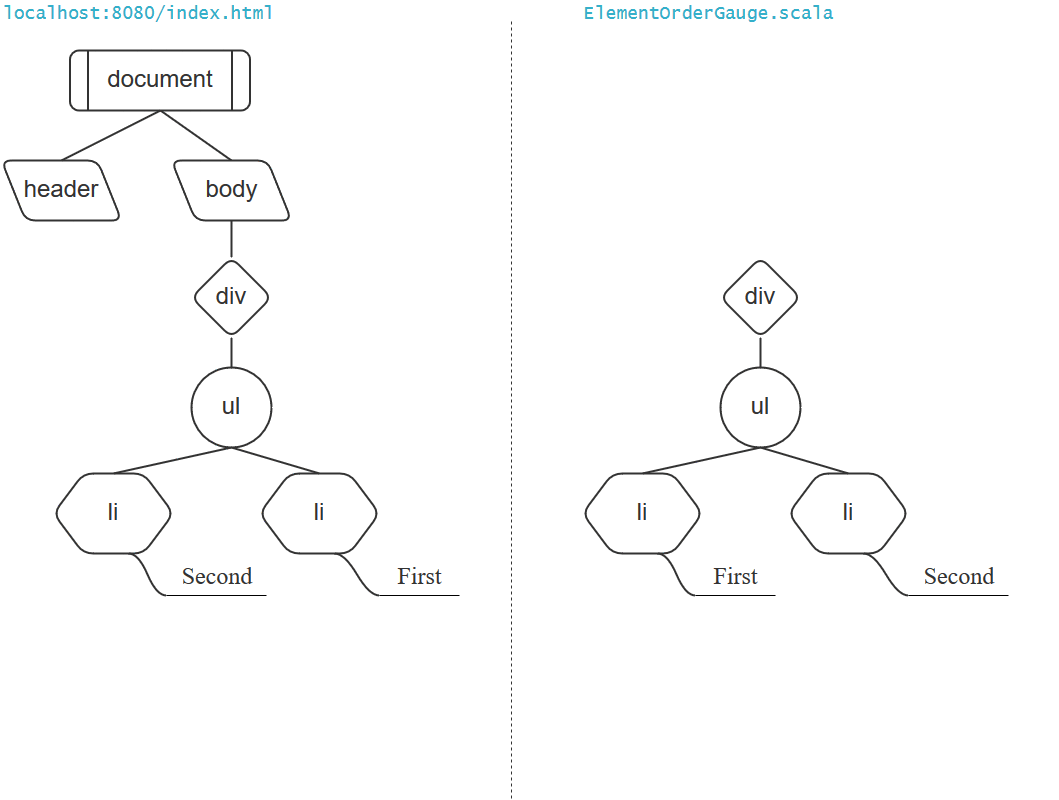 localhost:8080/index.html
document
header
body
div
ul
li
li
Second
First
ElementOrderGauge.scala
div
ul
li
li
First
Second